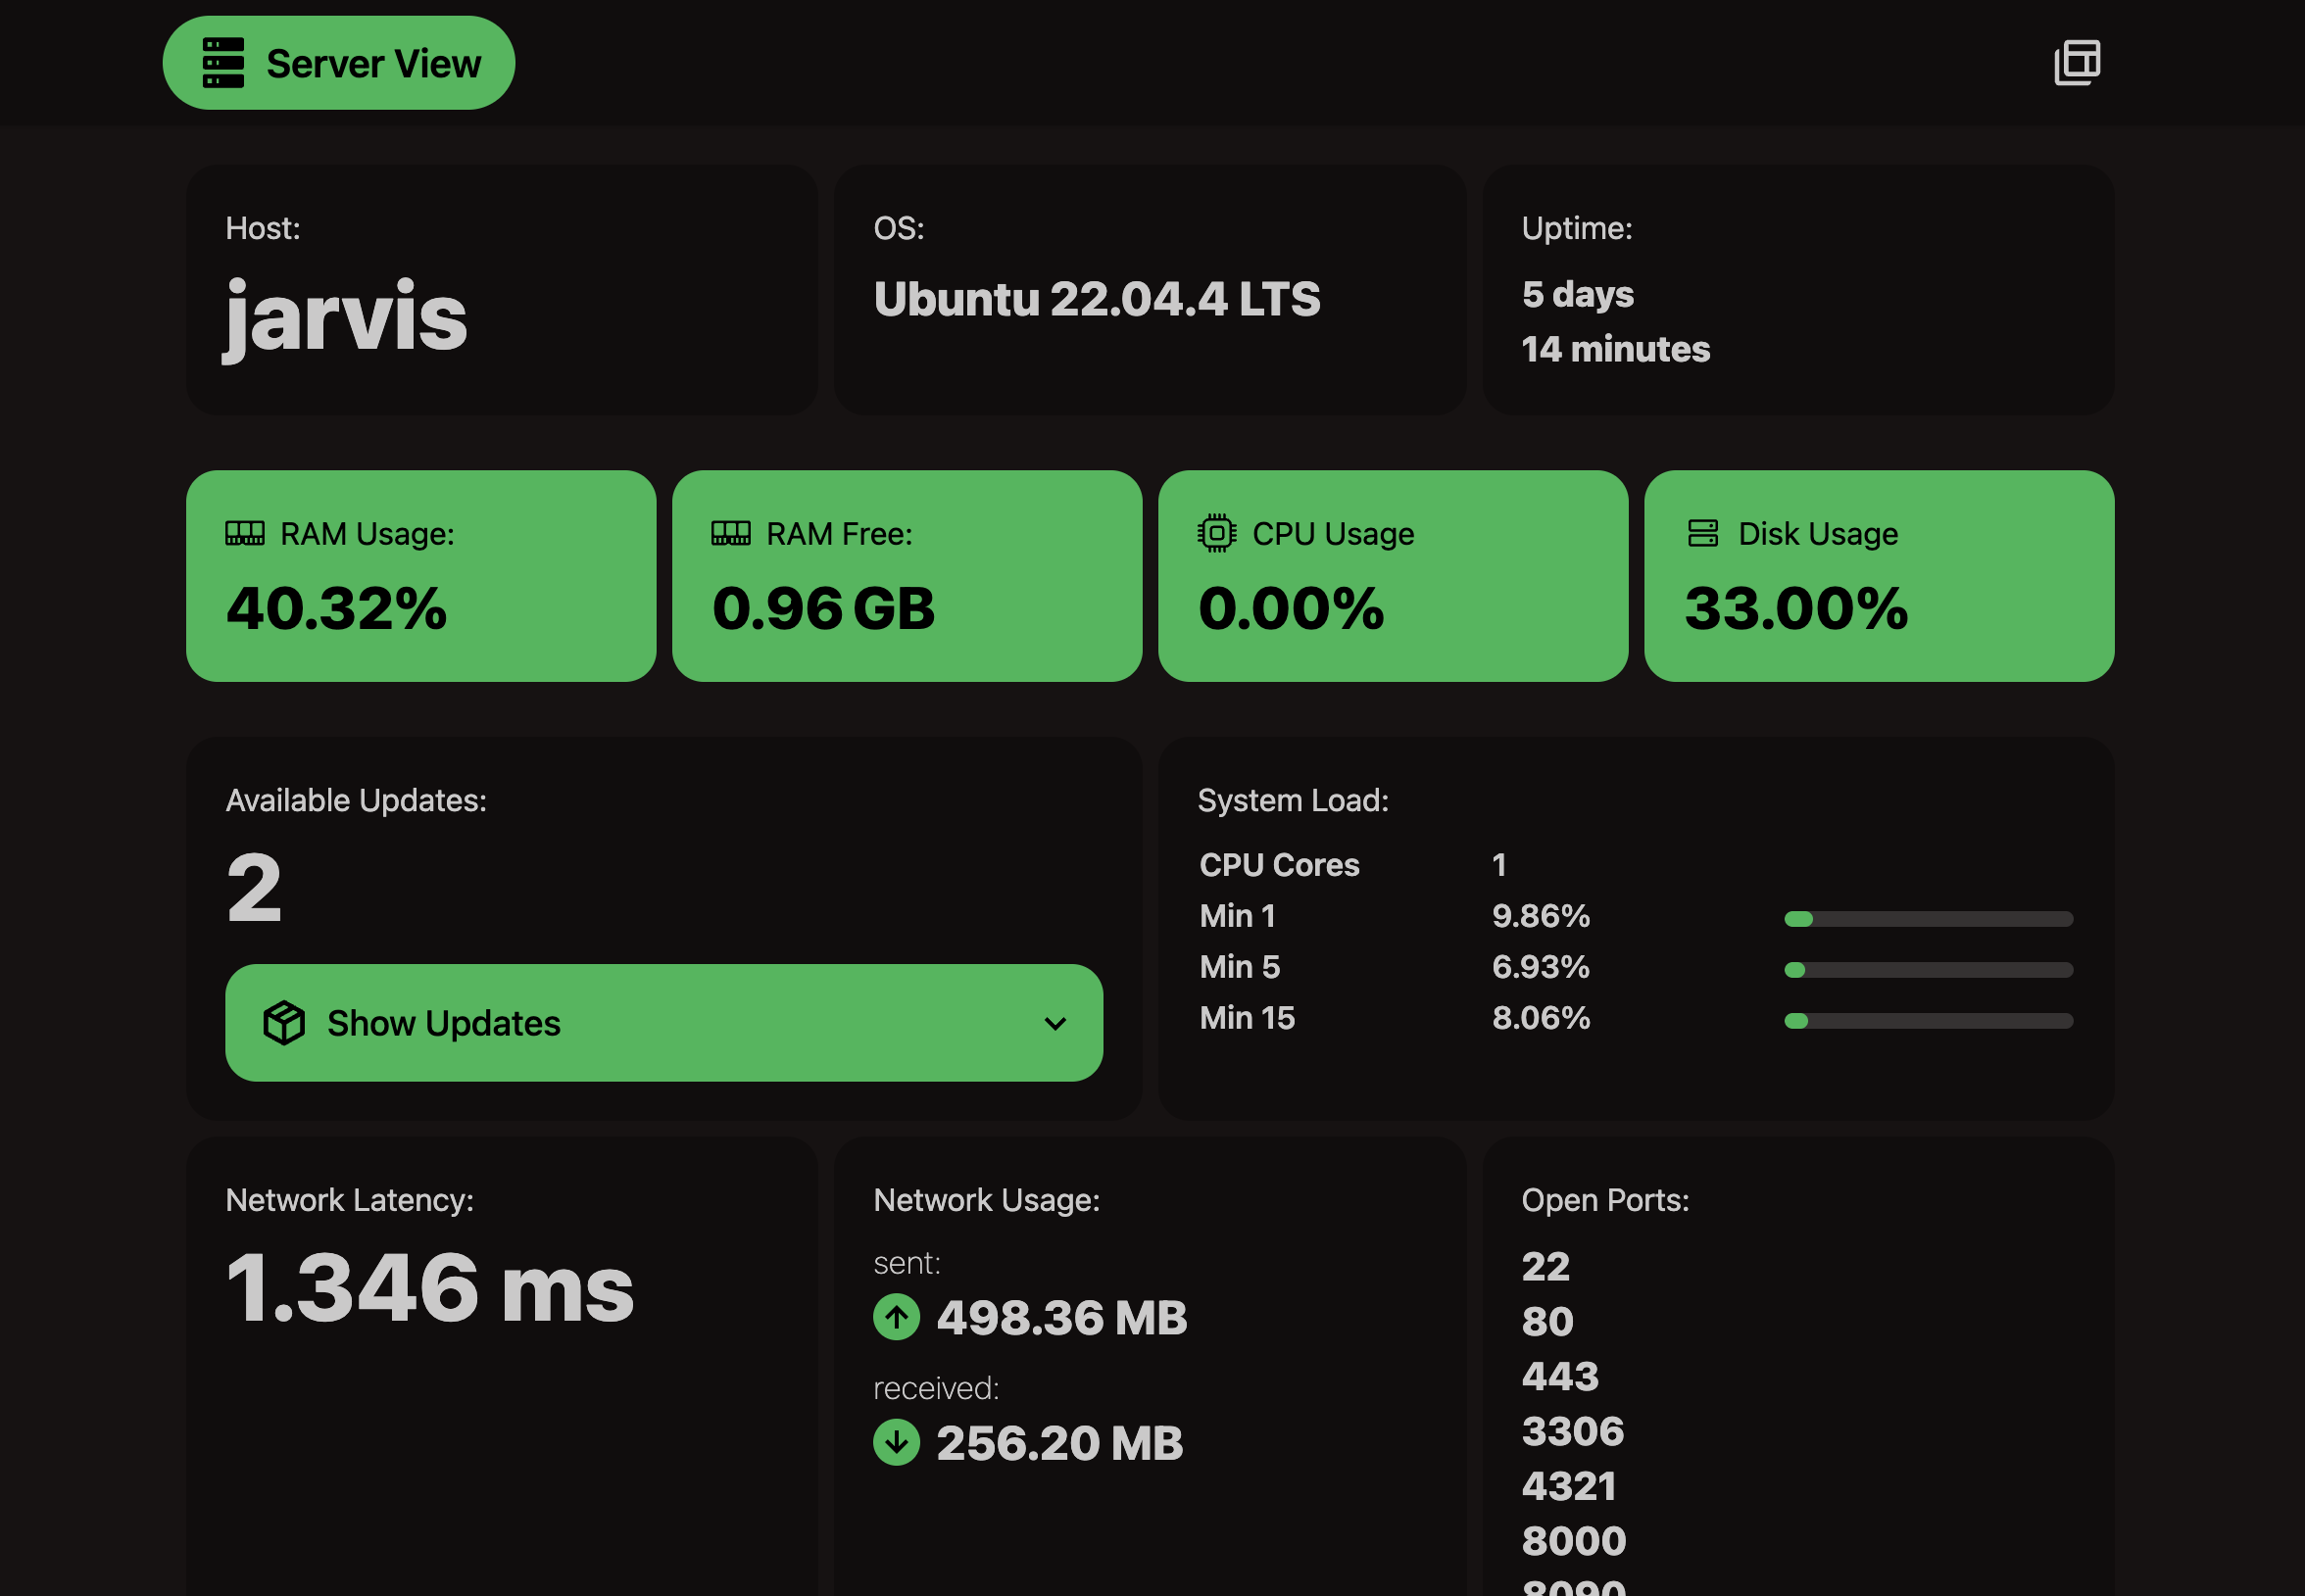 Server View
Host:
jarvis
OS:
Ubuntu 22.04.4 LTS
Uptime:
5 days
14 minutes
RAM Usage:
40.32%
RAM Free:
0.96 GB
CPU Usage
0.00%
Disk Usage
33.00%
Available Updates:
2
Show Updates
System Load:
CPU Cores 1
Min 1 9.86%
Min 5 6.93%
Min 15 8.06%
Network Latency:
1.346 ms
Network Usage:
sent:
498.36 MB
received:
256.20 MB
Open Ports:
22
80
443
3306
4321
8000